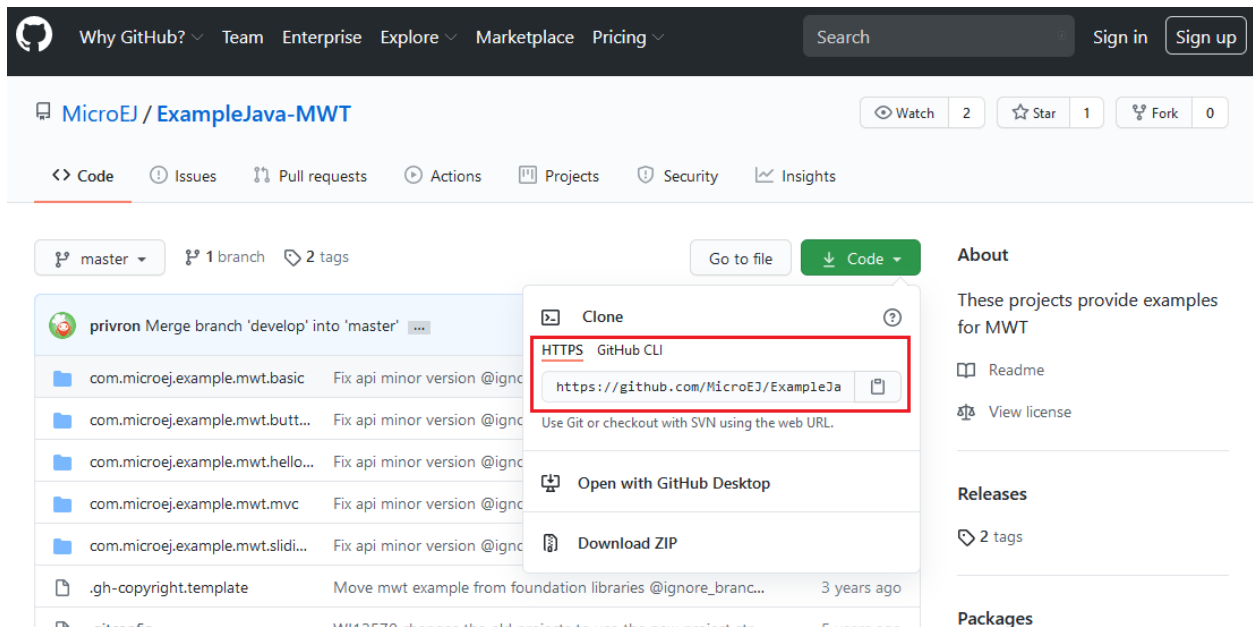 Why GitHub? Team Enterprise Explore Marketplace Pricing Search Sign in Sign up
MicroEJ / ExampleJava-MWT
Watch 2 Star 1 Fork 0
Code Issues Pull requests Actions Projects Security Insights
master 1 branch 2 tags Go to file Code
About
These projects provide examples
for MWT
Readme
View license
Releases
2 tags
Packages
privron Merge branch 'develop' into 'master' ...
com.microej.example.mwt.basic Fix api minor version @igno
com.microej.example.mwt.butt... Fix api minor version @igno
com.microej.example.mwt.hello... Fix api minor version @igno
com.microej.example.mwt.mvc Fix api minor version @igno
com.microej.example.mwt.slidi... Fix api minor version @igno
.gh-copyright.template Move mwt example from foundation libraries @ignore_branc... 3 years ago
Clone
HTTPS GitHub CLI
https://github.com/MicroEJ/ExampleJa
Use Git or checkout with SVN using the web URL.
Open with GitHub Desktop
Download ZIP